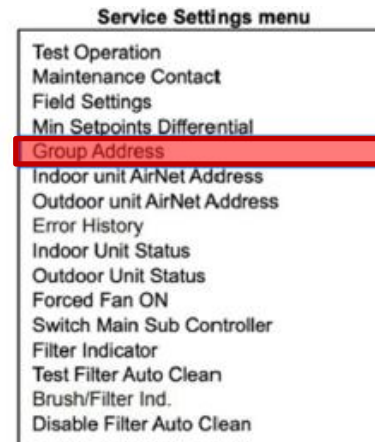 Service Settings menu
Test Operation
Maintenance Contact
Field Settings
Min Setpoints Differential
Group Address
Indoor unit AirNet Address
Outdoor unit AirNet Address
Error History
Indoor Unit Status
Outdoor Unit Status
Forced Fan ON
Switch Main Sub Controller
Filter Indicator
Test Filter Auto Clean
Brush/Filter Ind.
Disable Filter Auto Clean